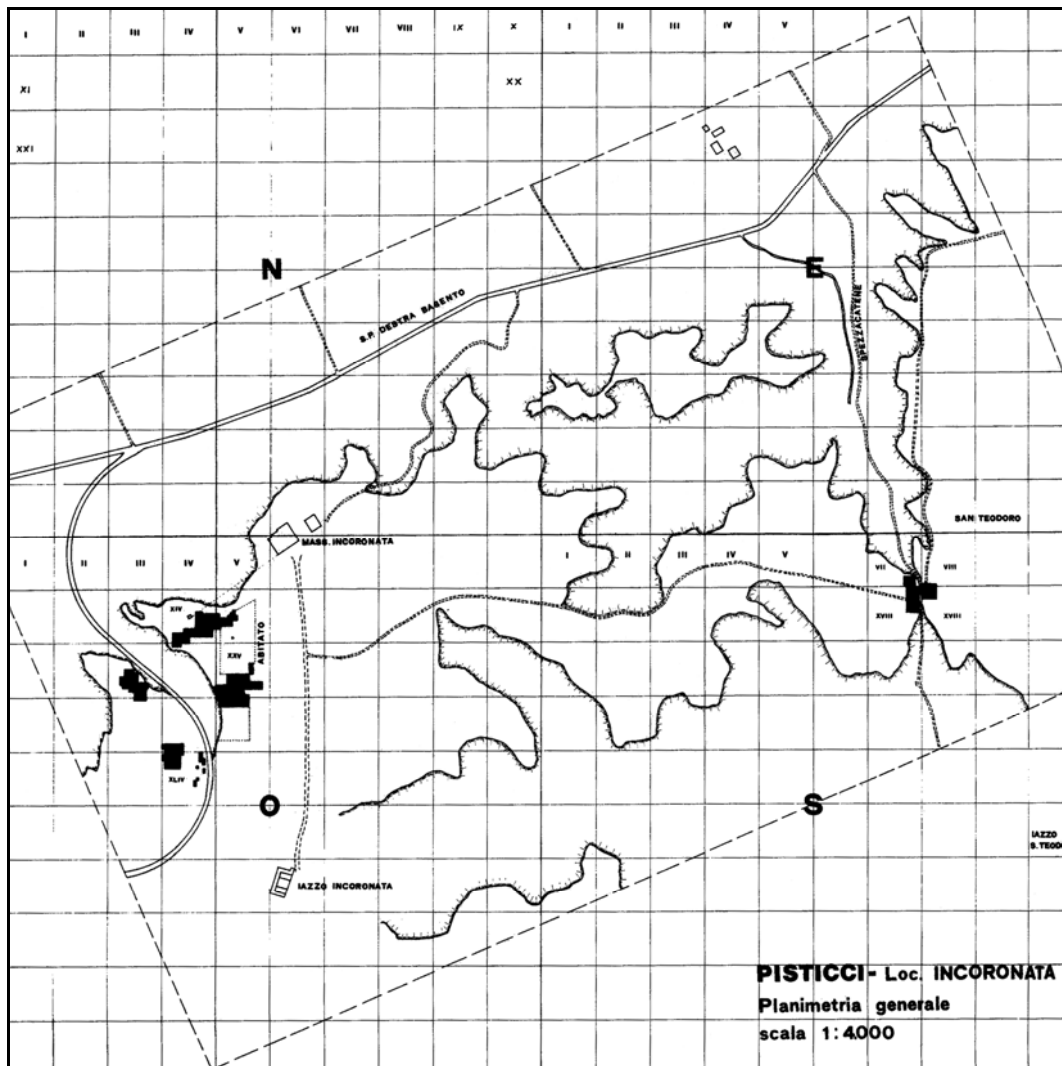 I II III IV V VI VII VIII IX X I II III IV V
XI XX
XXI
N E
S.P. DESTRA BASENTO
SPEZZACATENE
SAN TEODORO
MASS. INCORONATA
I II III IV V I II III IV V VII VIII
XIV XVIII XVIII
ABITATO
XXV
XLIV
O S
IAZZO
S. TEOD
IAZZO INCORONATA
PISTICCI - Loc. INCORONATA
Planimetria generale
scala 1:4000